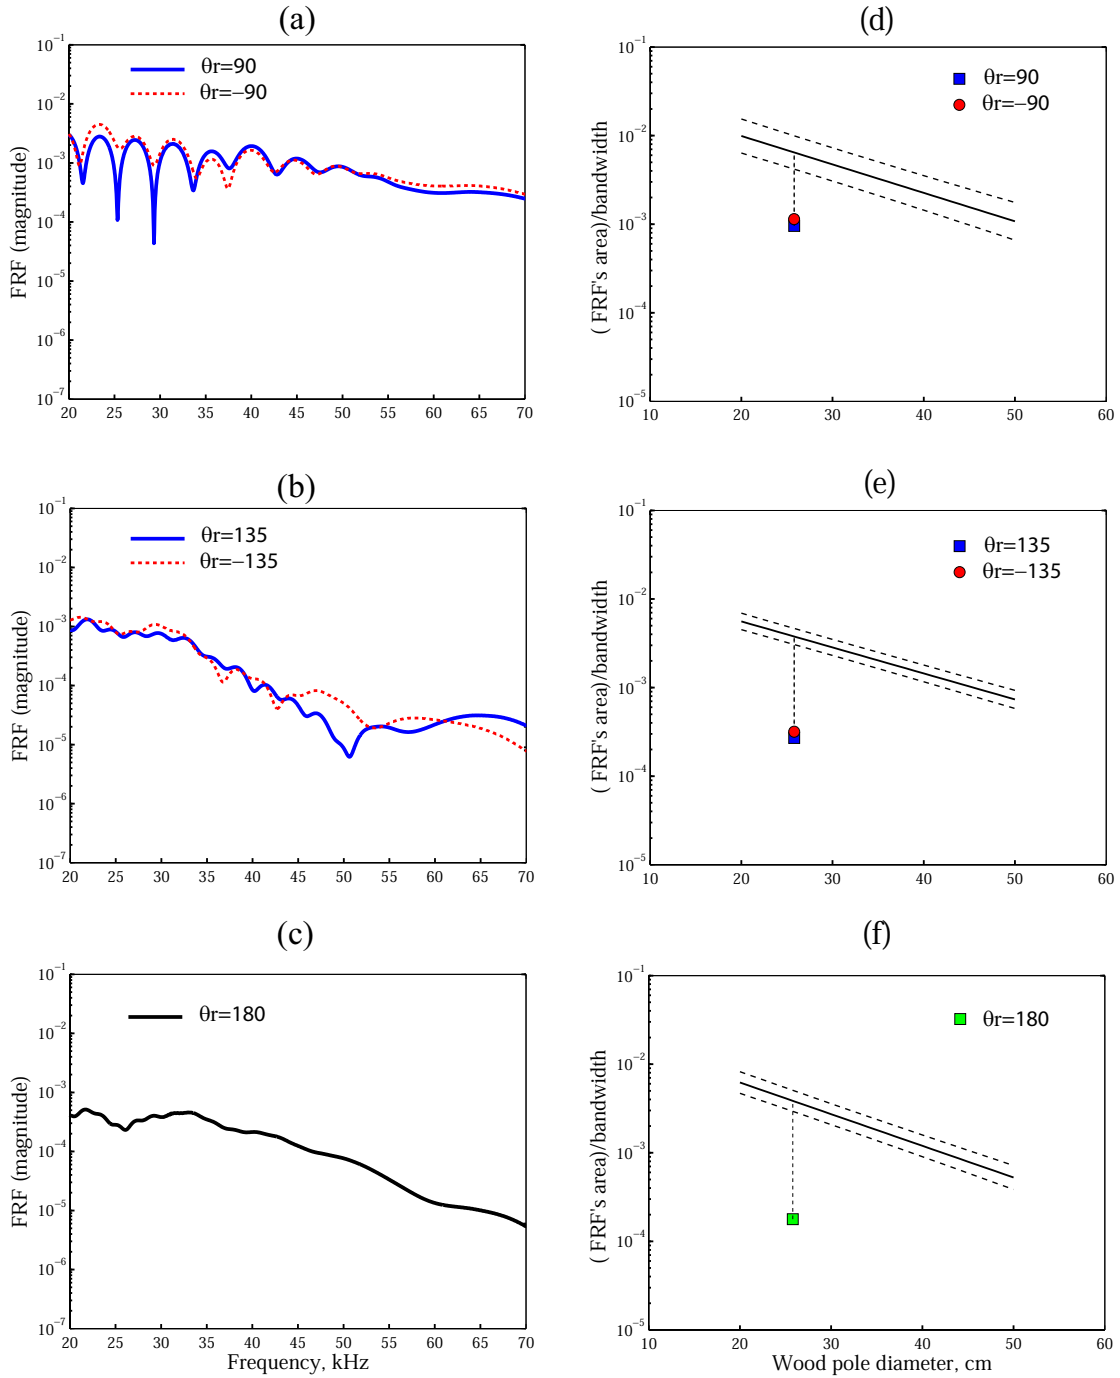 (a)
10⁻¹
10⁻²
10⁻³
10⁻⁴
10⁻⁵
10⁻⁶
10⁻⁷
FRF (magnitude)
θr=90
θr=−90
20 25 30 35 40 45 50 55 60 65 70
(d)
10⁻¹
10⁻²
10⁻³
10⁻⁴
10⁻⁵
( FRF's area)/bandwidth
θr=90
θr=−90
10 20 30 40 50 60
(b)
10⁻¹
10⁻²
10⁻³
10⁻⁴
10⁻⁵
10⁻⁶
10⁻⁷
FRF (magnitude)
θr=135
θr=−135
20 25 30 35 40 45 50 55 60 65 70
(e)
10⁻¹
10⁻²
10⁻³
10⁻⁴
10⁻⁵
( FRF's area)/bandwidth
θr=135
θr=−135
10 20 30 40 50 60
(c)
10⁻¹
10⁻²
10⁻³
10⁻⁴
10⁻⁵
10⁻⁶
10⁻⁷
FRF (magnitude)
θr=180
20 25 30 35 40 45 50 55 60 65 70
Frequency, kHz
(f)
10⁻¹
10⁻²
10⁻³
10⁻⁴
10⁻⁵
( FRF's area)/bandwidth
θr=180
10 20 30 40 50 60
Wood pole diameter, cm